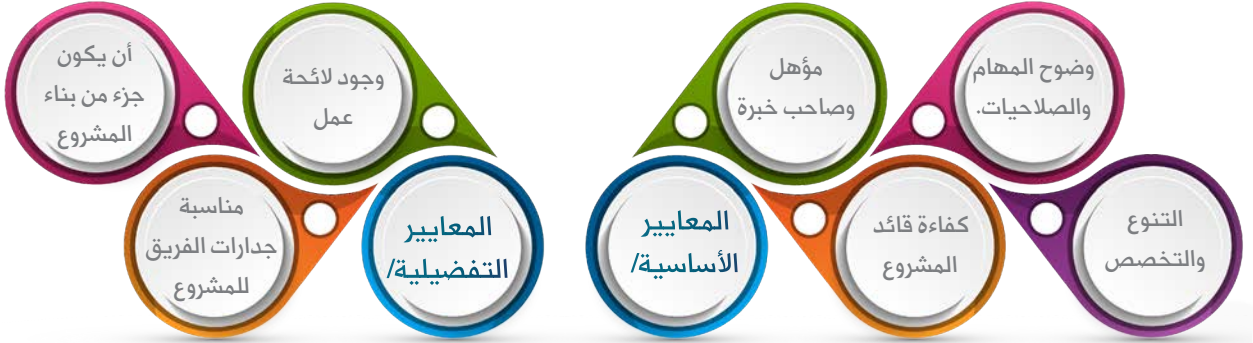 المعايير
الأساسية/
مؤهل
وصاحب خبرة
كفاءة قائد
المشروع
وضوح المهام
والصلاحيات.
التنوع
والتخصص
المعايير
التفضيلية/
وجود لائحة
عمل
مناسبة
جدارات الفريق
للمشروع
أن يكون
جزء من بناء
المشروع